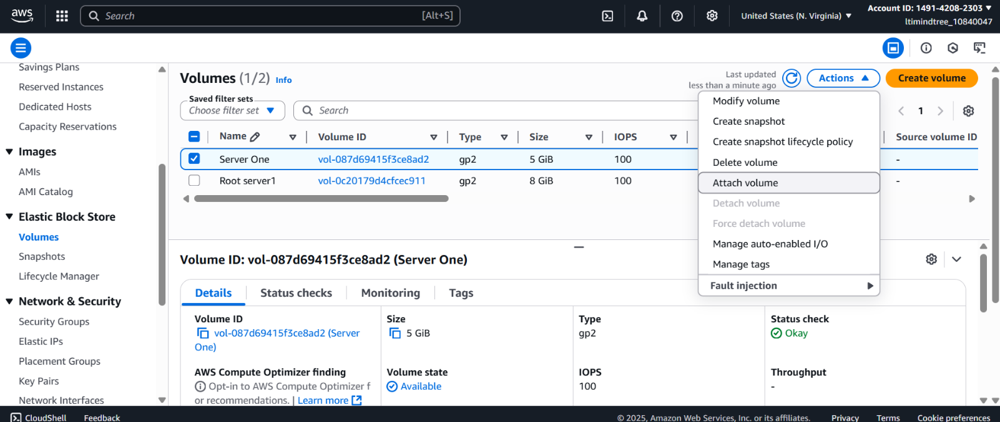 aws
Search [Alt+S]
United States (N. Virginia) ▼
Account ID: 1491-4208-2303 ▼
ltimindtree_10840047
Savings Plans
Reserved Instances
Dedicated Hosts
Capacity Reservations
Images
AMIs
AMI Catalog
Elastic Block Store
Volumes
Snapshots
Lifecycle Manager
Network & Security
Security Groups
Elastic IPs
Placement Groups
Key Pairs
Network Interfaces
Volumes (1/2) Info
Last updated
less than a minute ago
Actions
Create volume
Saved filter sets
Choose filter set
Search
1
Name Volume ID Type Size IOPS Source volume ID
Server One vol-087d69415f3ce8ad2 gp2 5 GiB 100 -
Root server1 vol-0c20179d4cfcec911 gp2 8 GiB 100 -
Modify volume
Create snapshot
Create snapshot lifecycle policy
Delete volume
Attach volume
Detach volume
Force detach volume
Manage auto-enabled I/O
Manage tags
Fault injection
Volume ID: vol-087d69415f3ce8ad2 (Server One)
Details Status checks Monitoring Tags
Volume ID
vol-087d69415f3ce8ad2 (Server
One)
Size
5 GiB
Type
gp2
Status check
Okay
AWS Compute Optimizer finding
Opt-in to AWS Compute Optimizer f
or recommendations. | Learn more
Volume state
Available
IOPS
100
Throughput
-
CloudShell Feedback © 2025, Amazon Web Services, Inc. or its affiliates. Privacy Terms Cookie preferences